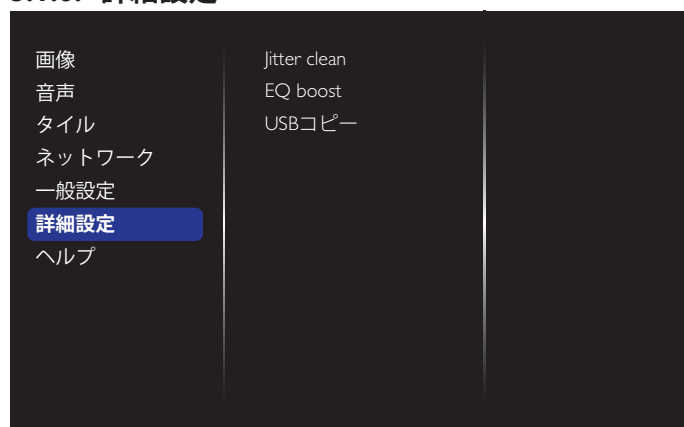 画像
音声
タイル
ネットワーク
一般設定
詳細設定
ヘルプ
Jitter clean
EQ boost
USBコピー